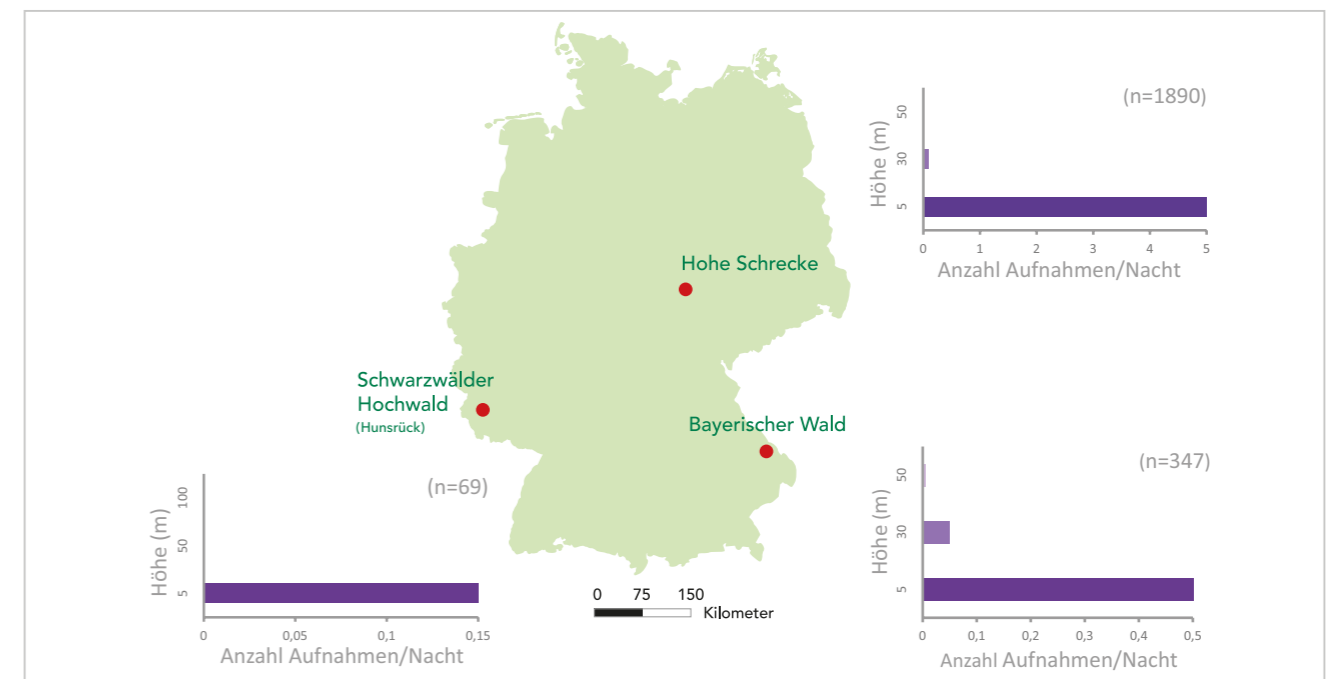 (n=1890)
Höhe (m)
50
30
5
0 1 2 3 4 5
Anzahl Aufnahmen/Nacht
Hohe Schrecke
Schwarzwälder
Hochwald
(Hunsrück)
Bayerischer Wald
(n=69)
Höhe (m)
100
50
5
0 0,05 0,1 0,15
Anzahl Aufnahmen/Nacht
0 75 150
Kilometer
(n=347)
Höhe (m)
50
30
5
0 0,1 0,2 0,3 0,4 0,5
Anzahl Aufnahmen/Nacht